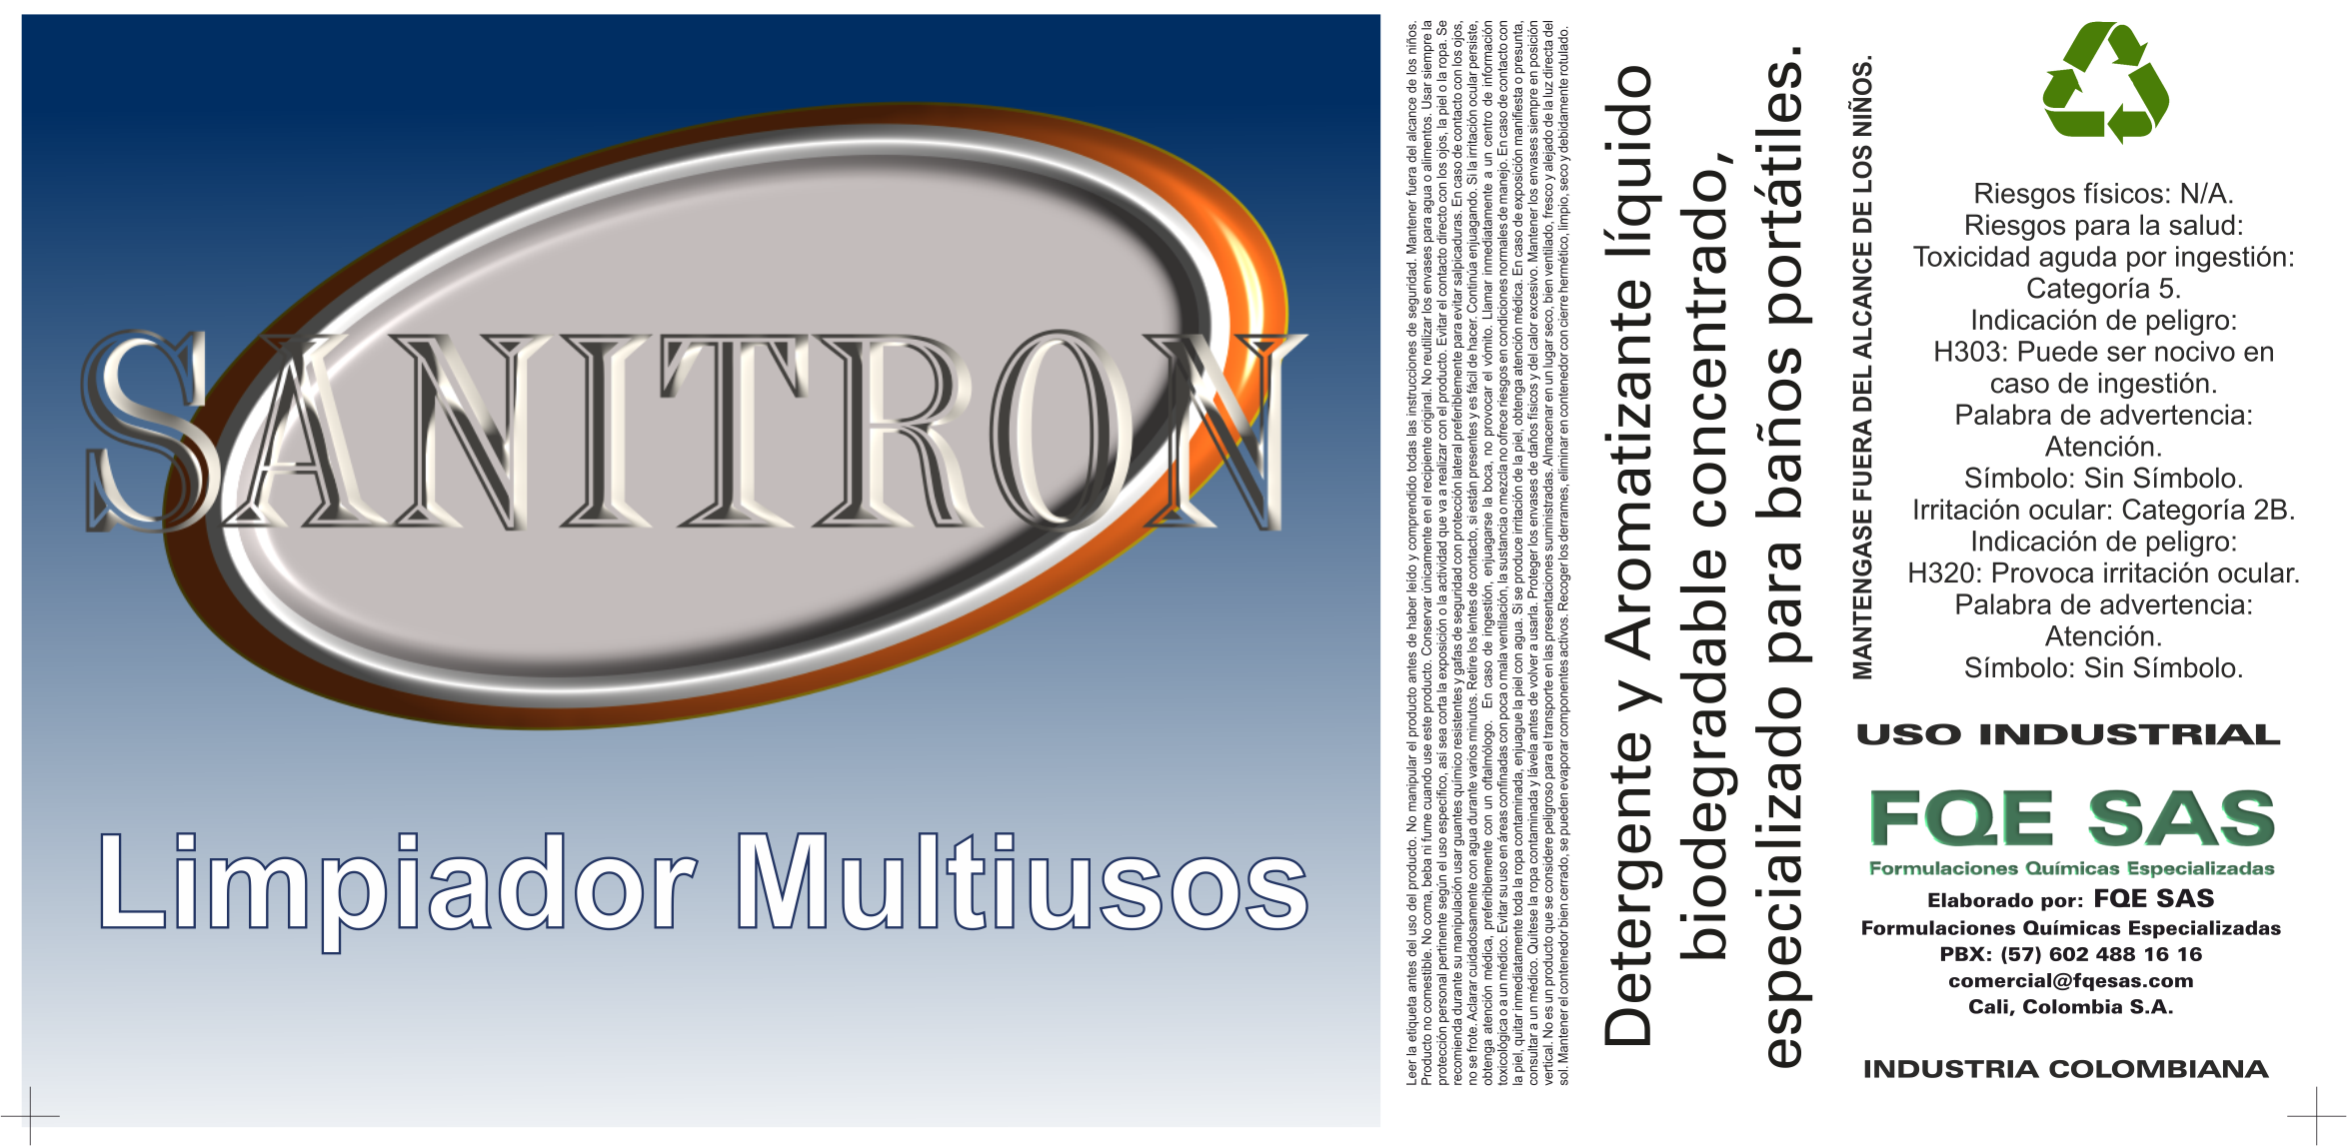 SANITRON
Limpiador Multiusos
Leer la etiqueta antes del uso del producto. No manipular el producto antes de haber leído y comprendido todas las instrucciones de seguridad. Mantener fuera del alcance de los niños.
Producto no comestible. No coma, beba ni fume cuando use este producto. Conservar únicamente en el recipiente original. No reutilizar los envases para agua o alimentos. Usar siempre la
protección personal pertinente según el uso específico, así sea corta la exposición o la actividad que va a realizar con el producto. Evitar el contacto directo con los ojos, la piel o la ropa. Se
recomienda durante su manipulación usar guantes químico resistentes y gafas de seguridad con protección lateral preferiblemente para evitar salpicaduras. En caso de contacto con los ojos,
no se frote. Aclarar cuidadosamente con agua durante varios minutos. Retire los lentes de contacto, si están presentes y es fácil de hacer. Continúa enjuagando. Si la irritación ocular persiste,
obtenga atención médica, preferiblemente con un oftalmólogo. En caso de ingestión, enjuagarse la boca, no provocar el vómito. Llamar inmediatamente a un centro de información
toxicológica o a un médico. Evitar su uso en áreas confinadas con poca o mala ventilación, la sustancia o mezcla no ofrece riesgos en condiciones normales de manejo. En caso de contacto con
la piel, quitar inmediatamente toda la ropa contaminada, enjuague la piel con agua. Si se produce irritación de la piel, obtenga atención médica. En caso de exposición manifiesta o presunta,
consultar a un médico. Quítese la ropa contaminada y lávela antes de volver a usarla. Proteger los envases de daños físicos y del calor excesivo. Mantener los envases siempre en posición
vertical. No es un producto que se considere peligroso para el transporte en las presentaciones suministradas. Almacenar en un lugar seco, bien ventilado, fresco y alejado de la luz directa del
sol. Mantener el contenedor bien cerrado, se pueden evaporar componentes activos. Recoger los derrames, eliminar en contenedor con cierre hermético, limpio, seco y debidamente rotulado.
Detergente y Aromatizante líquido
biodegradable concentrado,
especializado para baños portátiles.
MANTENGASE FUERA DEL ALCANCE DE LOS NIÑOS.
Riesgos físicos: N/A.
Riesgos para la salud:
Toxicidad aguda por ingestión:
Categoría 5.
Indicación de peligro:
H303: Puede ser nocivo en
caso de ingestión.
Palabra de advertencia:
Atención.
Símbolo: Sin Símbolo.
Irritación ocular: Categoría 2B.
Indicación de peligro:
H320: Provoca irritación ocular.
Palabra de advertencia:
Atención.
Símbolo: Sin Símbolo.
USO INDUSTRIAL
FQE SAS
Formulaciones Químicas Especializadas
Elaborado por: FQE SAS
Formulaciones Químicas Especializadas
PBX: (57) 602 488 16 16
comercial@fqesas.com
Cali, Colombia S.A.
INDUSTRIA COLOMBIANA